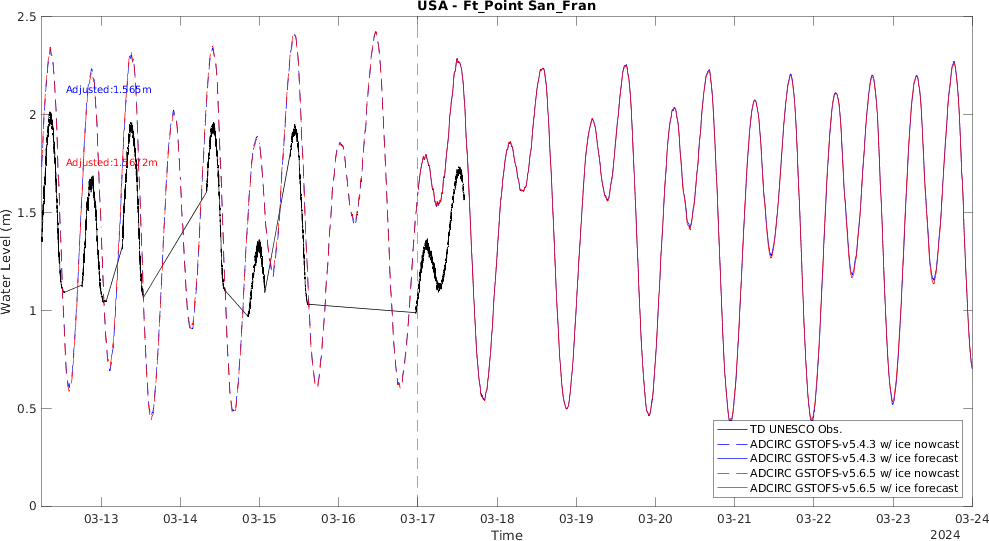 USA - Ft_Point San_Fran
2.5
2
1.5
1
0.5
0
Water Level (m)
Adjusted:1.565m
03-13
03-14
03-15
03-16
03-17
03-18
03-19
03-20
03-21
03-22
03-23
03-24
Time
2024
TD UNESCO Obs.
ADCIRC GSTOFS-v5.4.3 w/ ice nowcast
ADCIRC GSTOFS-v5.4.3 w/ ice forecast
ADCIRC GSTOFS-v5.6.5 w/ ice nowcast
ADCIRC GSTOFS-v5.6.5 w/ ice forecast